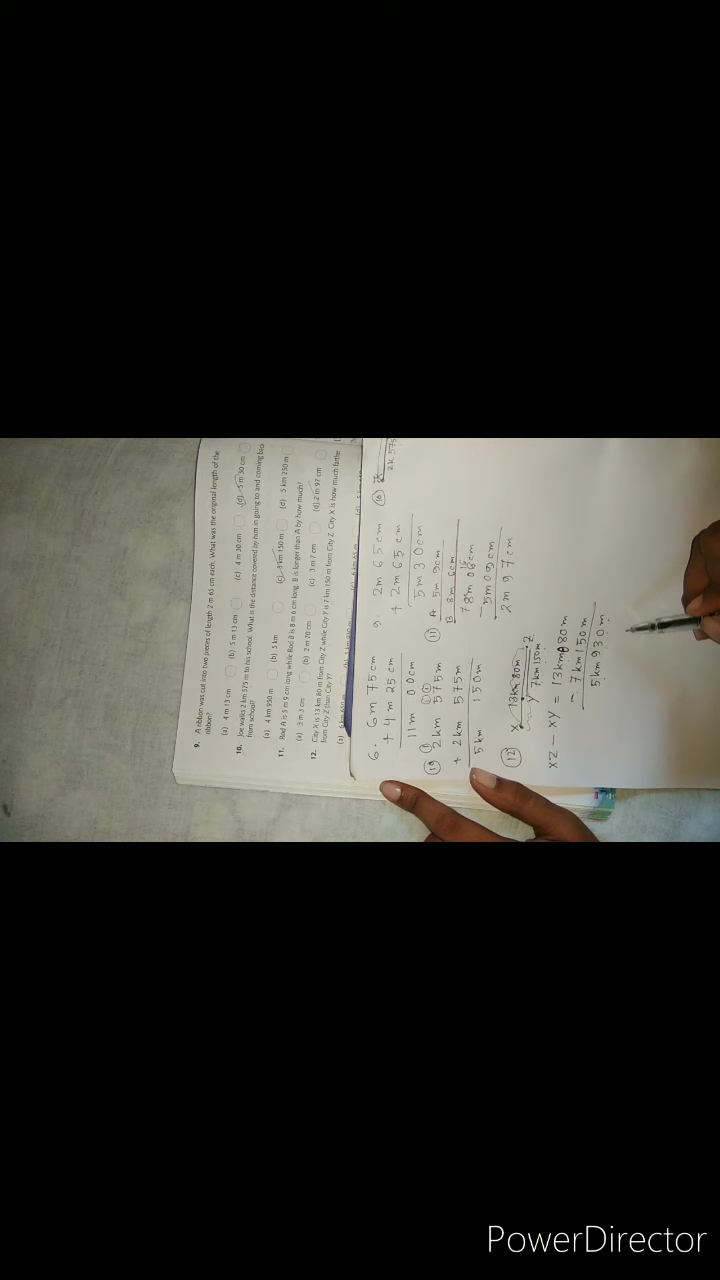 9. A ribbon was cut into two pieces of length 2 m 65 cm each. What was the original length of the
ribbon?
(a) 4 m 13 cm (b) 5 m 13 cm (c) 4 m 30 cm (d) 5 m 30 cm
10. Joe walks 2 km 575 m to his school. What is the distance covered by him in going to and coming back
from school?
(a) 4 km 950 m (b) 5 km (c) 5 km 150 m (d) 5 km 250 m
11. Rod A is 5 m 9 cm long while Rod B is 8 m 6 cm long. B is longer than A by how much?
(a) 3 m 3 cm (b) 2 m 20 cm (c) 3 m 7 cm (d) 2 m 97 cm
12. City X is 13 km 80 m from City Z while City Y is 7 km 150 m from City Z. City X is how much farthe
from City Z than City Y?
6. 6m 75cm
+ 4m 25cm
11m 00cm
9. 2m 65cm
+ 2m 65cm
5m 30cm
10
2k 575
10 2km 575m
+ 2km 575m
5km 150m
11 A 5m 9cm
B 8m 6cm
7 8m 06cm
- 5m 09cm
2m 97cm
12 X 13km 80m Z
Y 7km 150m
XZ - XY = 13km 080m
- 7km 150m
5km 930m
PowerDirector